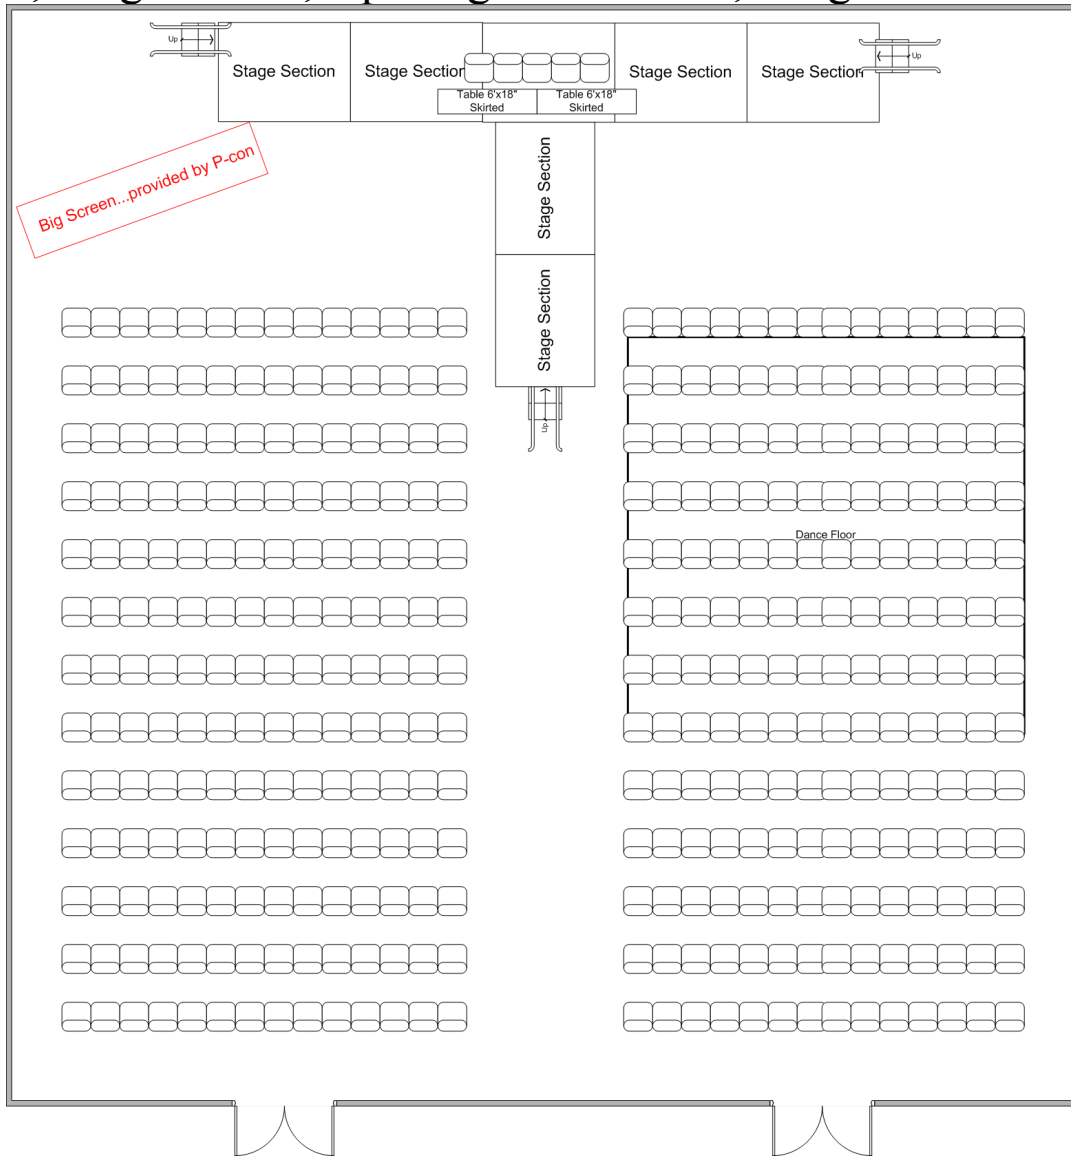 Up
Up
Stage Section
Stage Section
Stage Section
Stage Section
Table 6'x18"
Skirted
Table 6'x18"
Skirted
Big Screen...provided by P-con
Stage Section
Stage Section
Up
Dance Floor